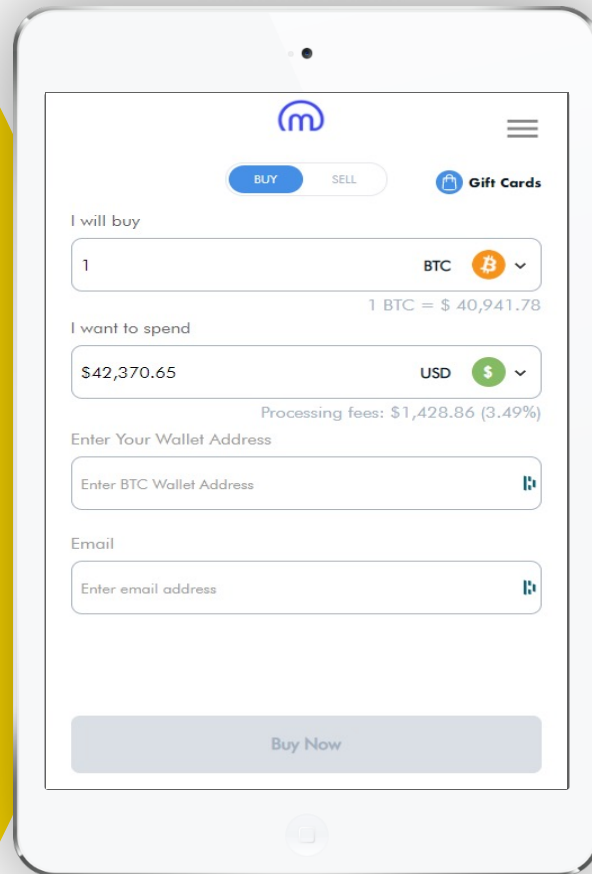 m
BUY SELL Gift Cards
I will buy
1 BTC
1 BTC = $ 40,941.78
I want to spend
$42,370.65 USD $
Processing fees: $1,428.86 (3.49%)
Enter Your Wallet Address
Enter BTC Wallet Address
Email
Enter email address
Buy Now